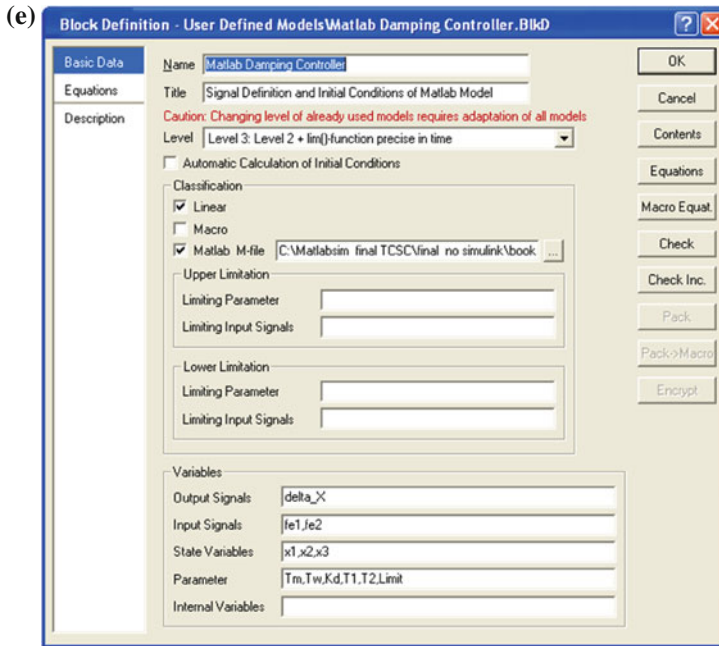 (e)
Block Definition - User Defined Models\Matlab Damping Controller.BlkD
Basic Data
Equations
Description
Name Matlab Damping Controller
Title Signal Definition and Initial Conditions of Matlab Model
Caution: Changing level of already used models requires adaptation of all models
Level Level 3: Level 2 + lim()-function precise in time
Automatic Calculation of Initial Conditions
Classification
Linear
Macro
Matlab M-file C:\Matlabsim final TCSC\final no simulink\book ...
Upper Limitation
Limiting Parameter
Limiting Input Signals
Lower Limitation
Limiting Parameter
Limiting Input Signals
Variables
Output Signals delta_X
Input Signals fe1,fe2
State Variables x1,x2,x3
Parameter Tm,Tw,Kd,T1,T2,Limit
Internal Variables
OK
Cancel
Contents
Equations
Macro Equat.
Check
Check Inc.
Pack
Pack->Macro
Encrypt